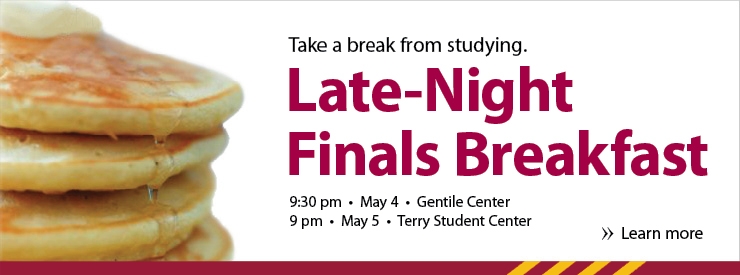 Take a break from studying.
Late-Night
Finals Breakfast
9:30 pm • May 4 • Gentile Center
9 pm • May 5 • Terry Student Center
» Learn more